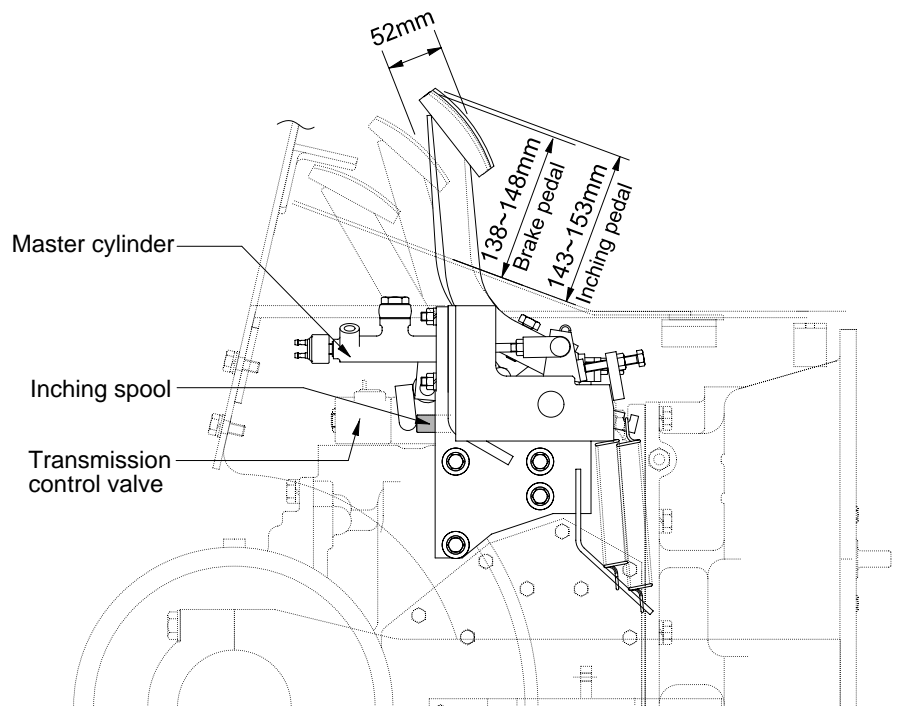 52mm
138~148mm
Brake pedal
143~153mm
Inching pedal
Master cylinder
Inching spool
Transmission
control valve